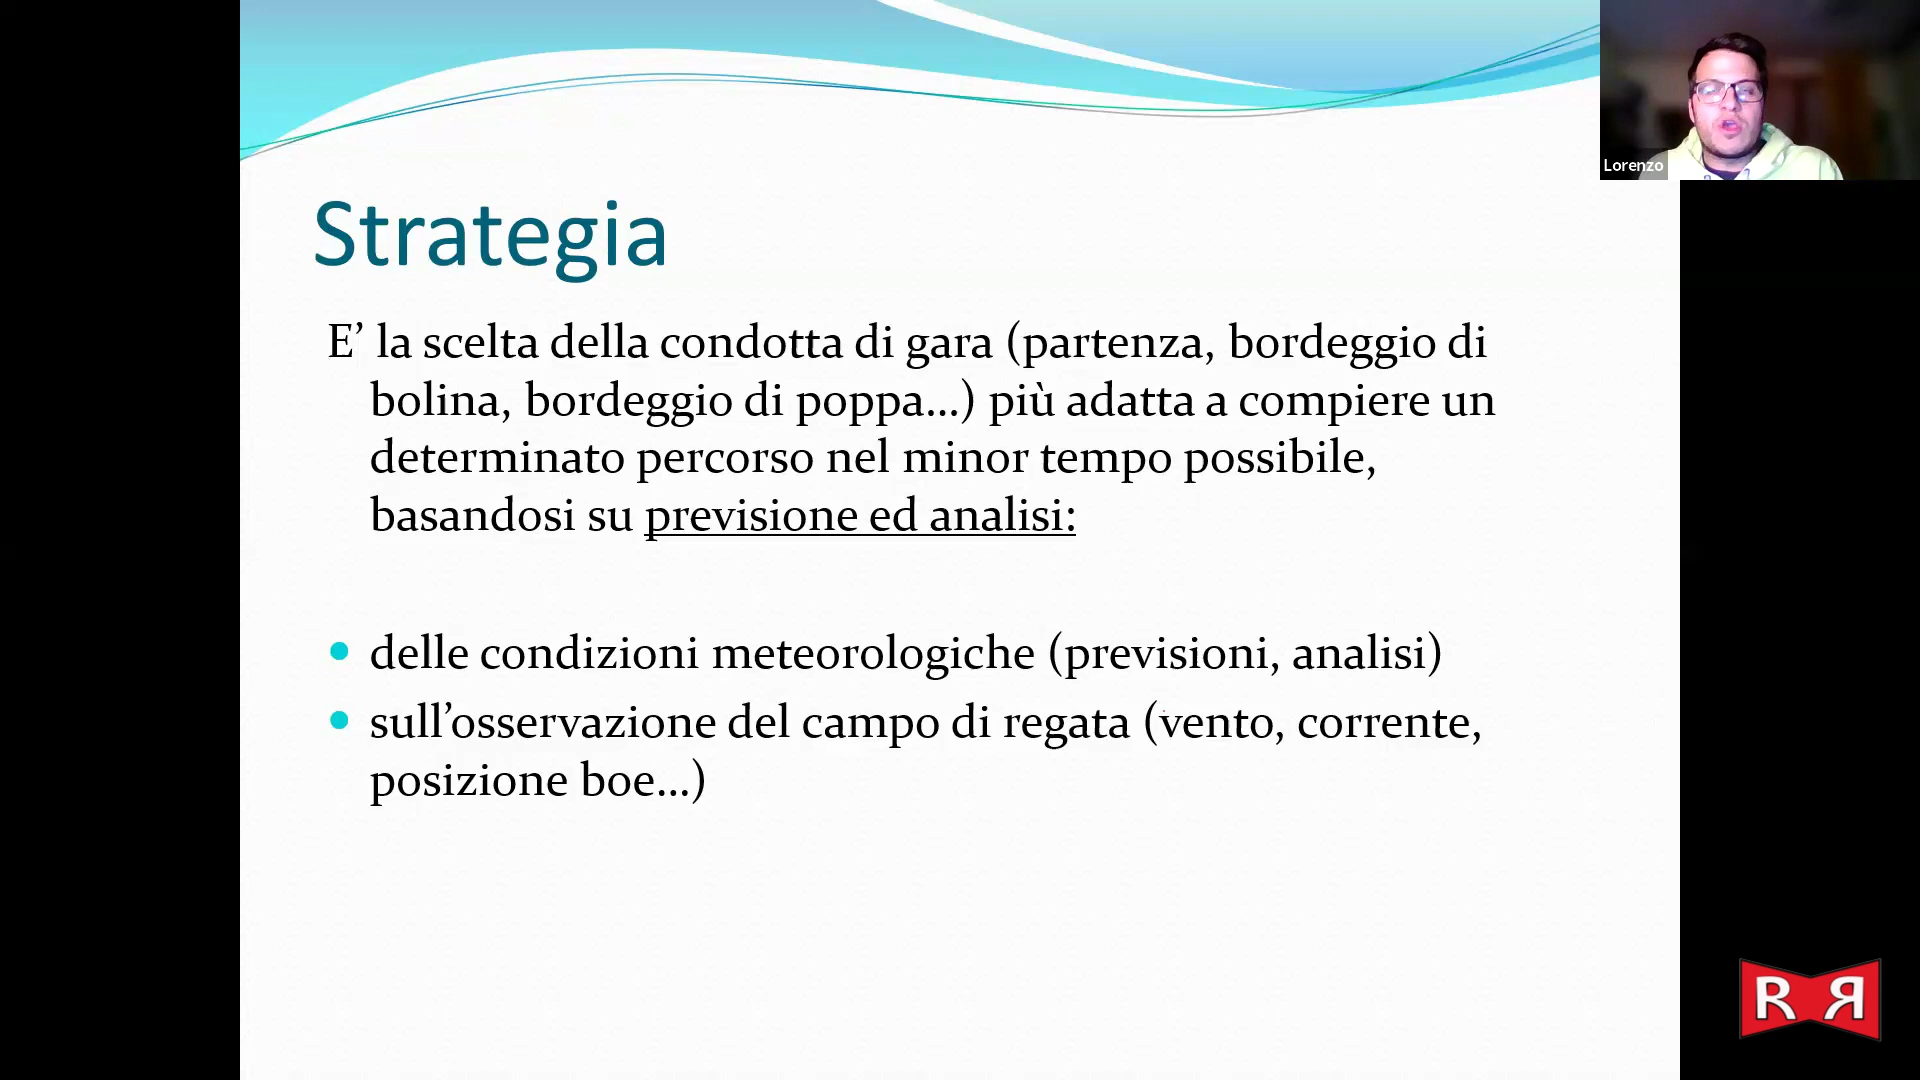 Strategia
E’ la scelta della condotta di gara (partenza, bordeggio di
bolina, bordeggio di poppa…) più adatta a compiere un
determinato percorso nel minor tempo possibile,
basandosi su previsione ed analisi:
delle condizioni meteorologiche (previsioni, analisi)
sull’osservazione del campo di regata (vento, corrente,
posizione boe…)
Lorenzo
R R